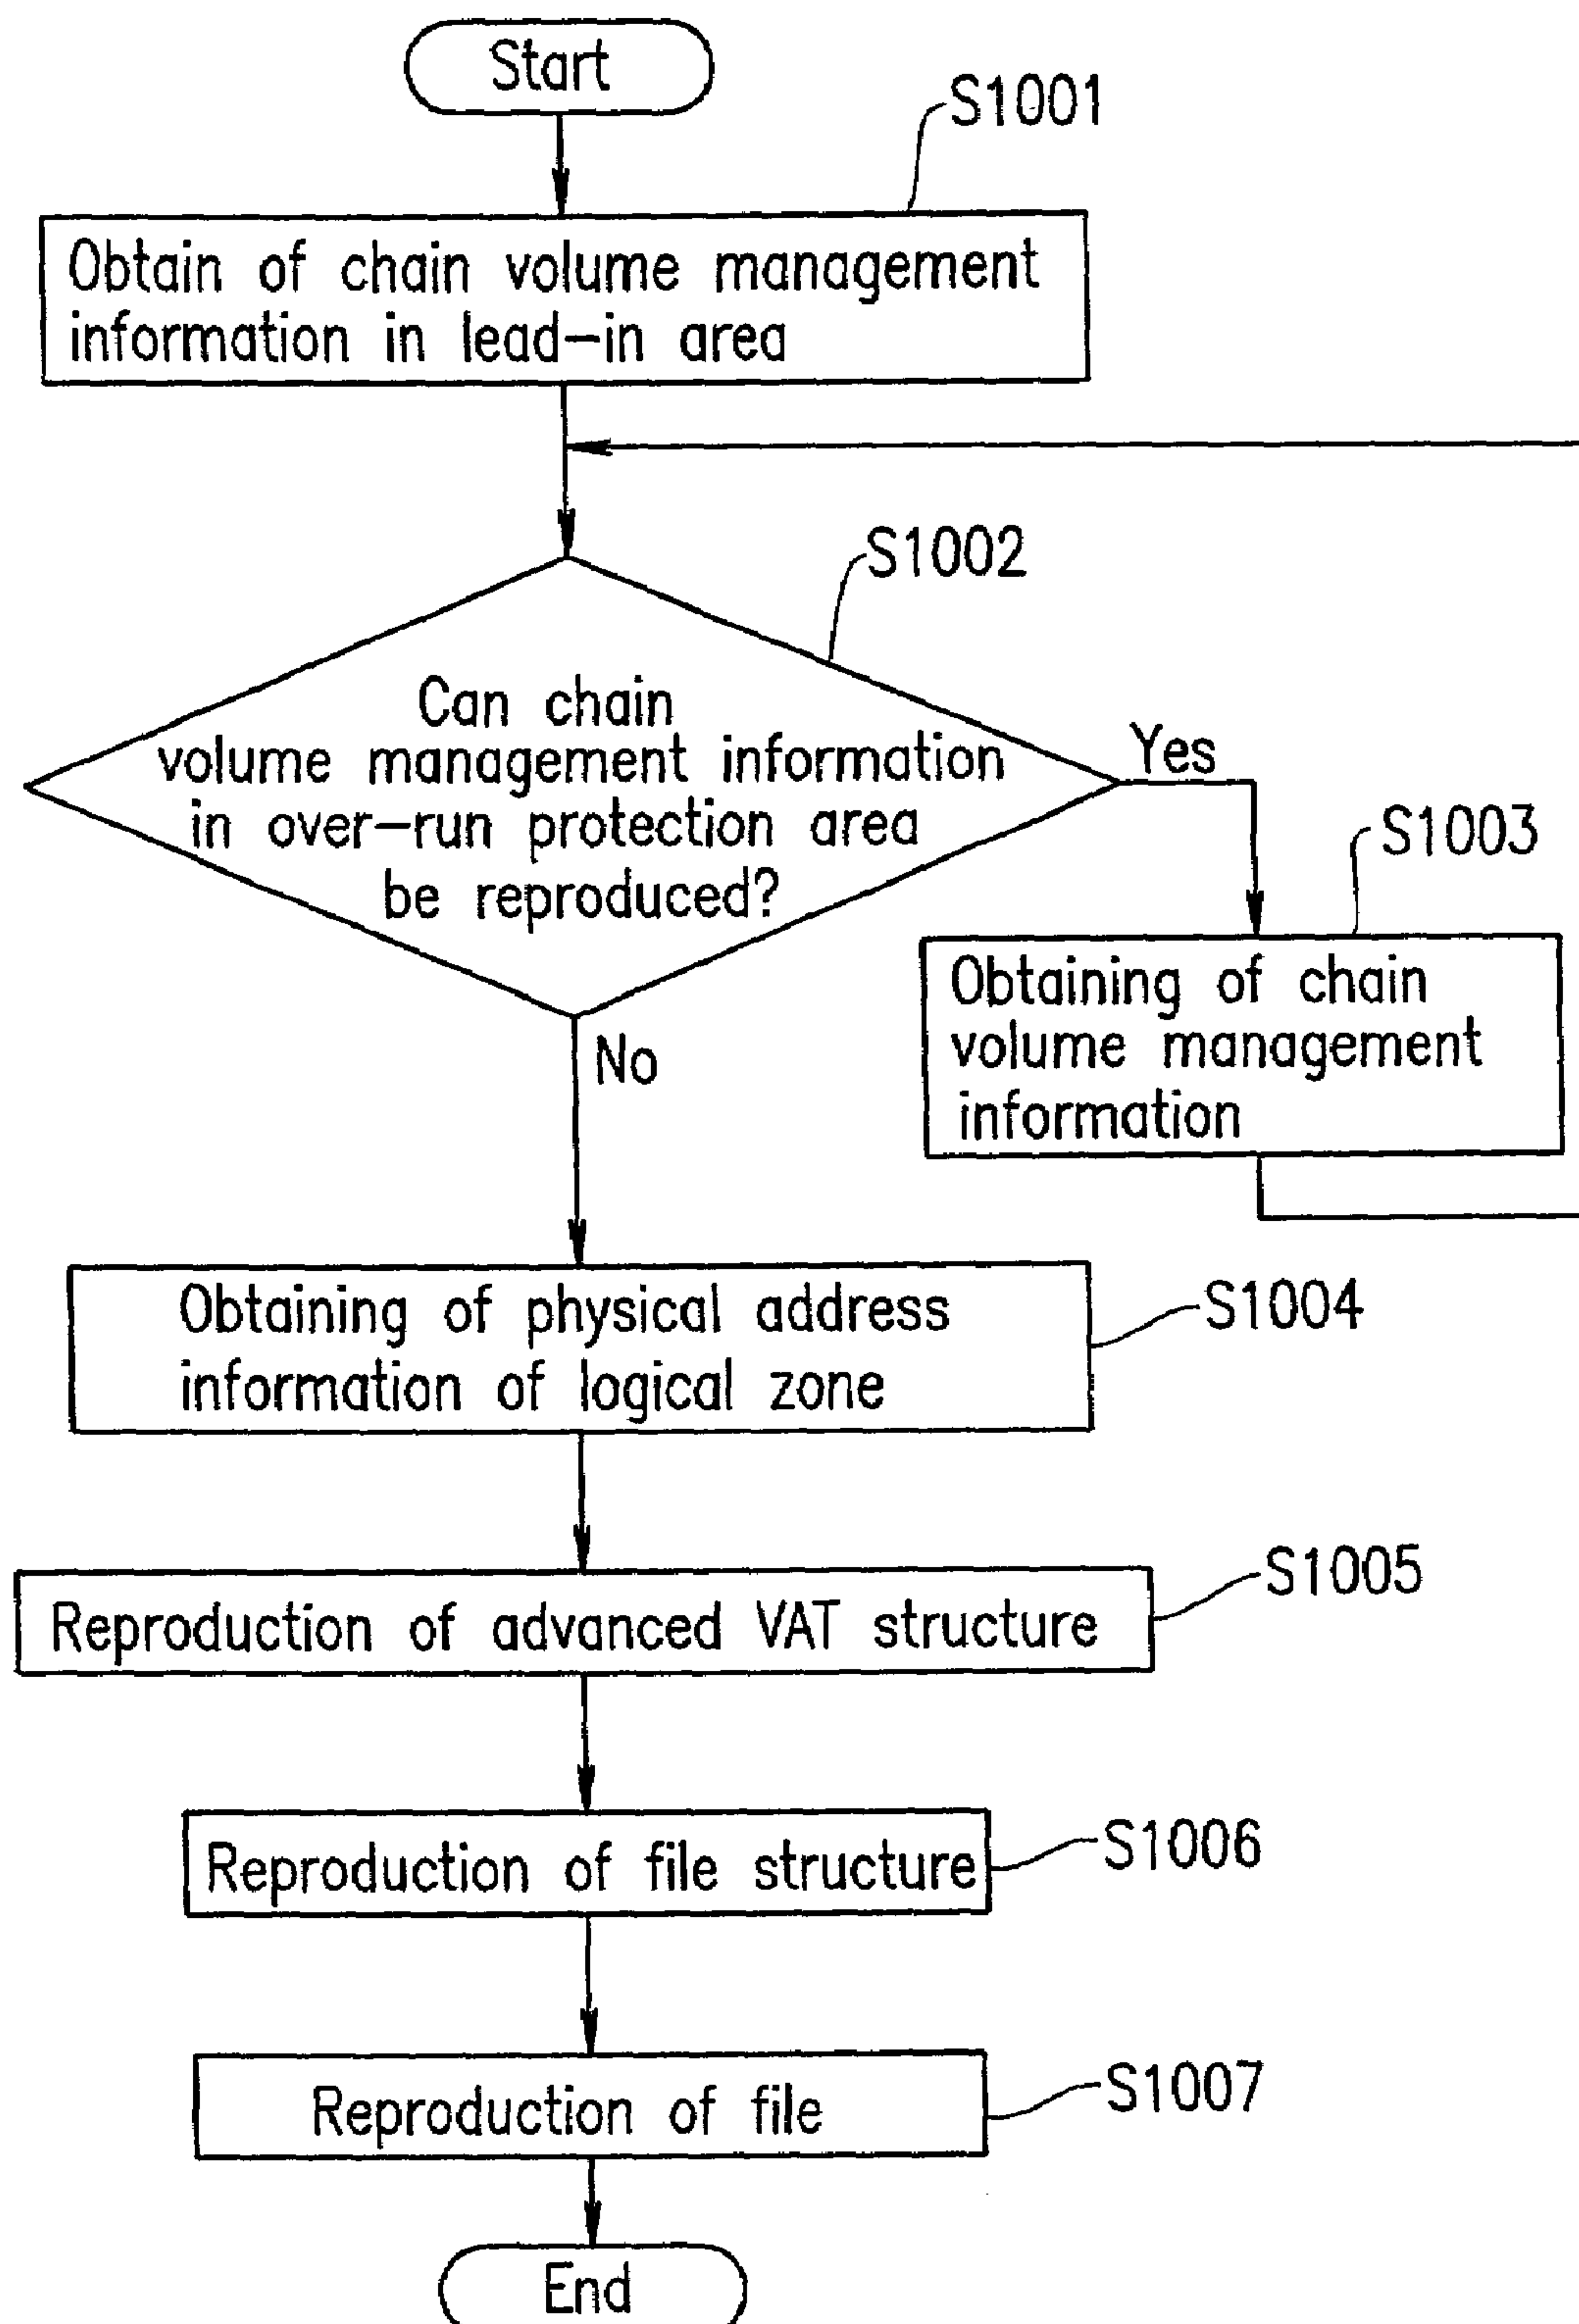 Start
S1001
Obtain of chain volume management
information in lead-in area
S1002
Can chain
volume management information
in over-run protection area
be reproduced?
Yes
S1003
Obtaining of chain
volume management
information
No
Obtaining of physical address
information of logical zone
S1004
S1005
Reproduction of advanced VAT structure
Reproduction of file structure
S1006
Reproduction of file
S1007
End